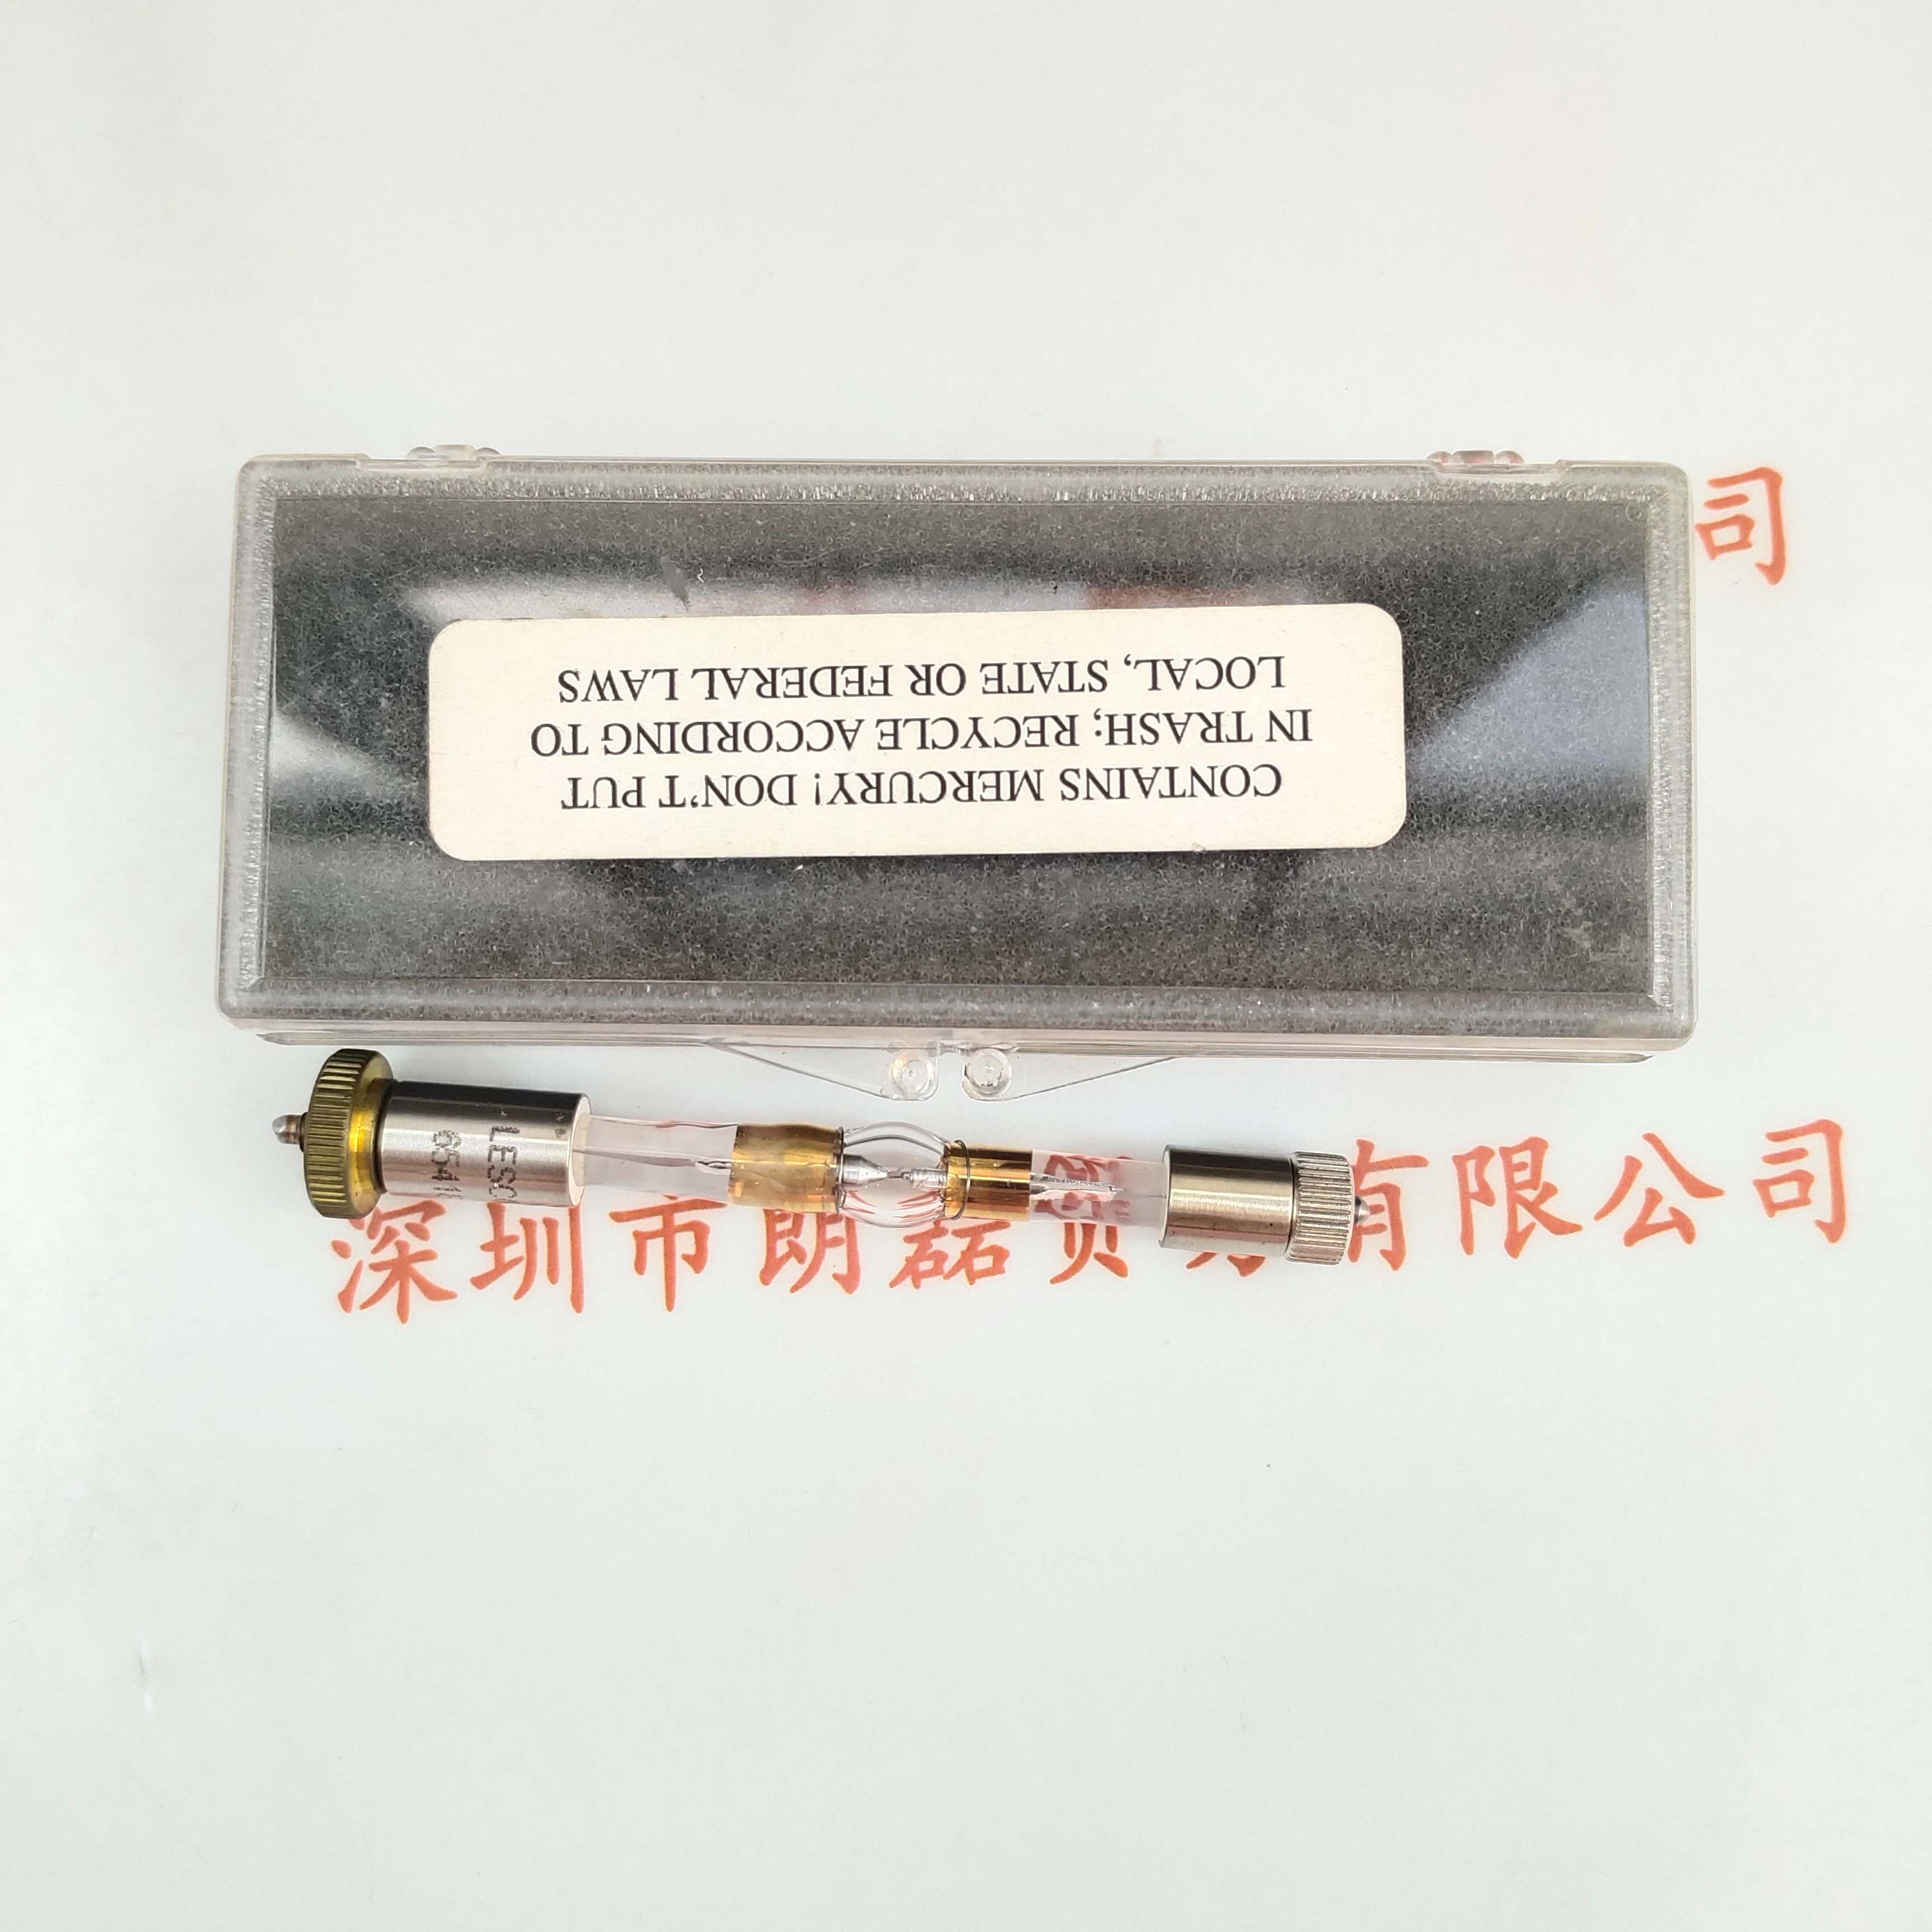 司
CONTAINS MERCURY! DON'T PUT
IN TRASH; RECYCLE ACCORDING TO
LOCAL, STATE OR FEDERAL LAWS
LESC
深圳市朗磊贸易有限公司